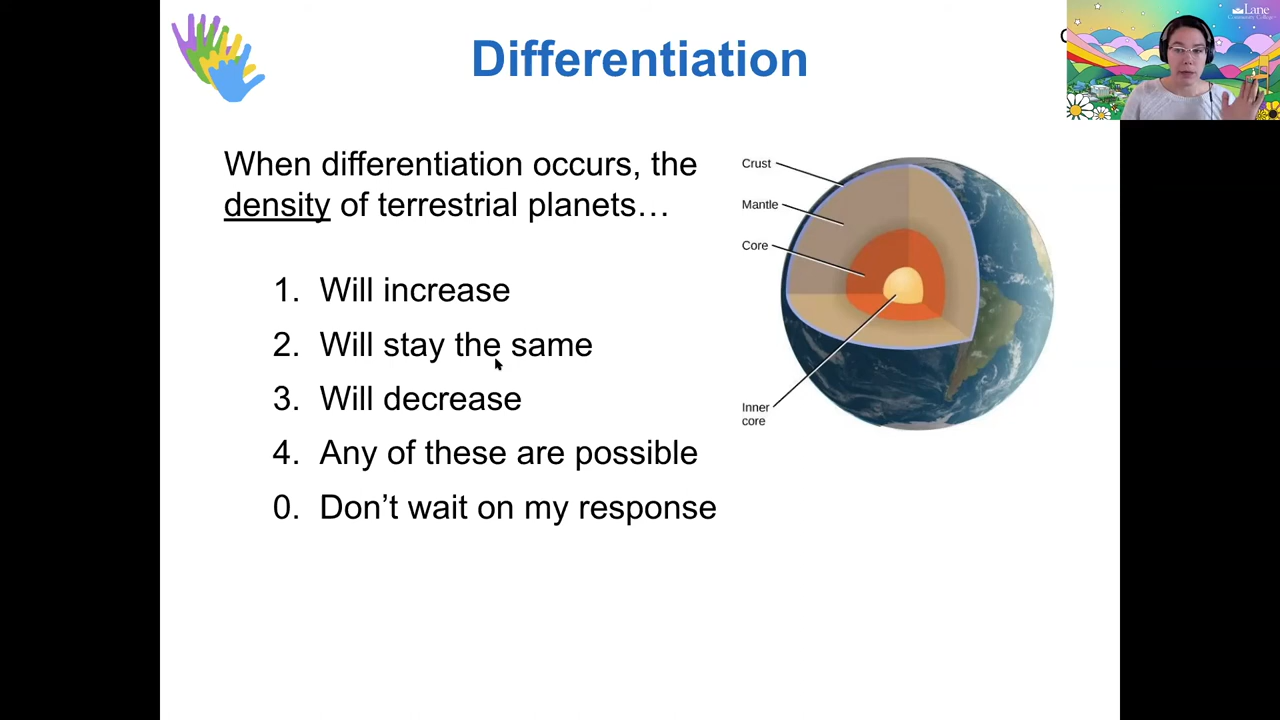 Differentiation
Lane
Community College
When differentiation occurs, the
density of terrestrial planets…
1. Will increase
2. Will stay the same
3. Will decrease
4. Any of these are possible
0. Don’t wait on my response
Crust
Mantle
Core
Inner
core